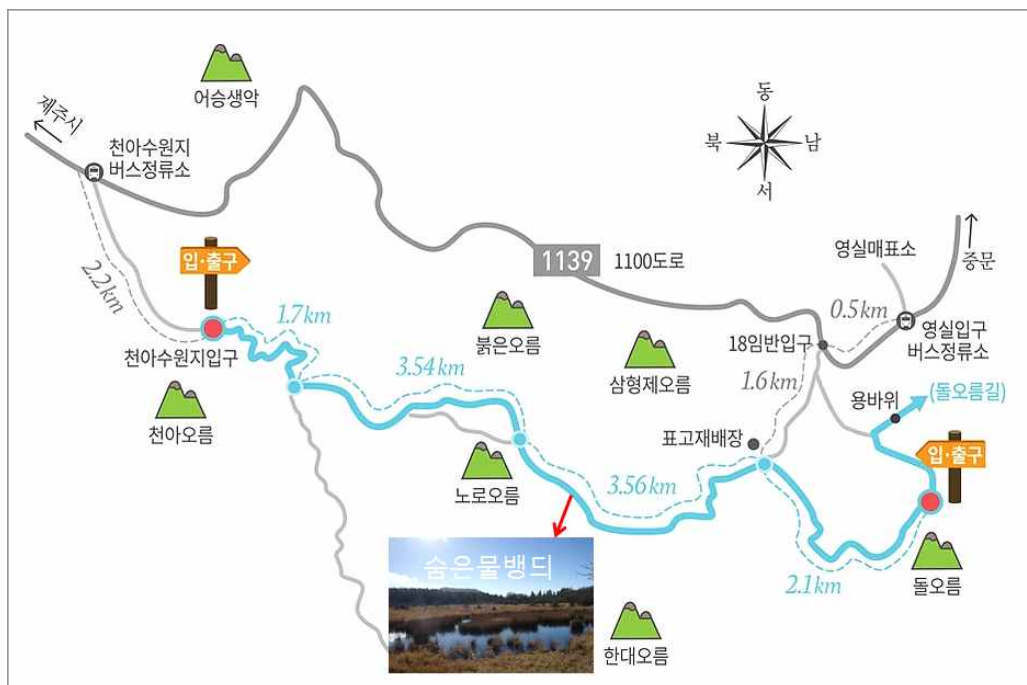 어승생악
제주시
천아수원지
버스정류소
동
북
남
서
입·출구
2.2km
1139
1100도로
영실매표소
중문
1.7km
천아수원지입구
붉은오름
0.5km
영실입구
버스정류소
18임반입구
3.54km
삼형제오름
1.6km
용바위
(돌오름길)
천아오름
표고재배장
입·출구
노로오름
3.56km
숨은물뱅듸
2.1km
돌오름
한대오름